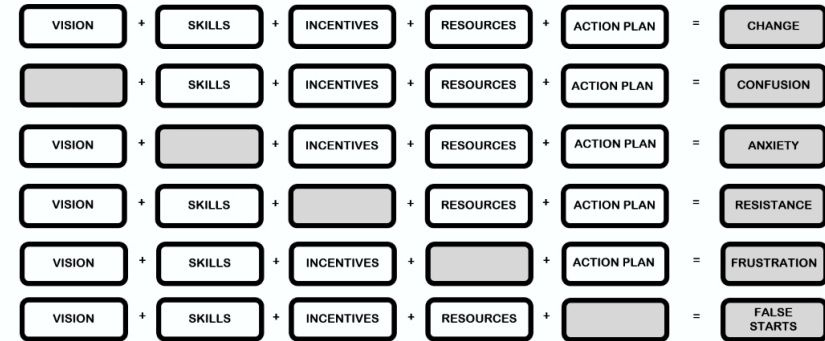 VISION + SKILLS + INCENTIVES + RESOURCES + ACTION PLAN = CHANGE
+ SKILLS + INCENTIVES + RESOURCES + ACTION PLAN = CONFUSION
VISION + + INCENTIVES + RESOURCES + ACTION PLAN = ANXIETY
VISION + SKILLS + + RESOURCES + ACTION PLAN = RESISTANCE
VISION + SKILLS + INCENTIVES + + ACTION PLAN = FRUSTRATION
VISION + SKILLS + INCENTIVES + RESOURCES + = FALSE STARTS